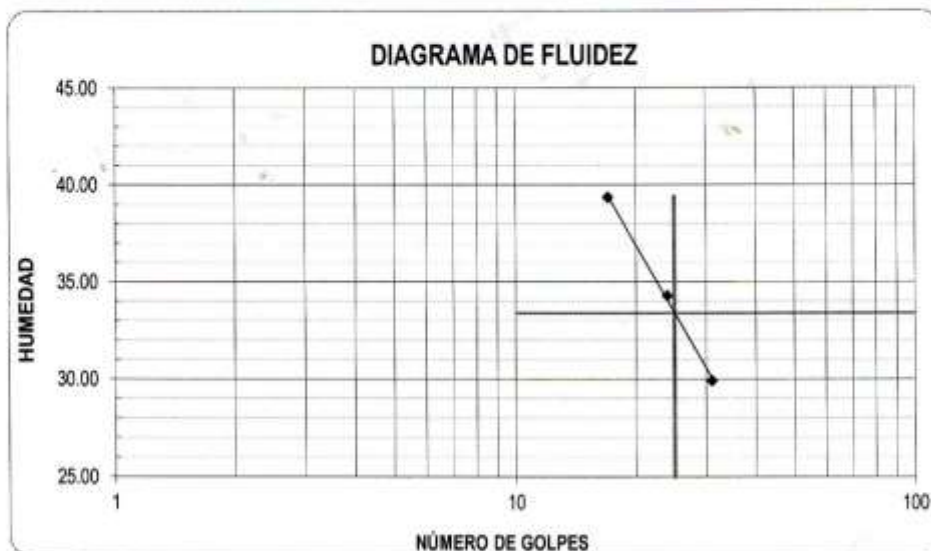 DIAGRAMA DE FLUIDEZ
45.00
40.00
35.00
30.00
25.00
HUMEDAD
1
10
100
NÚMERO DE GOLPES